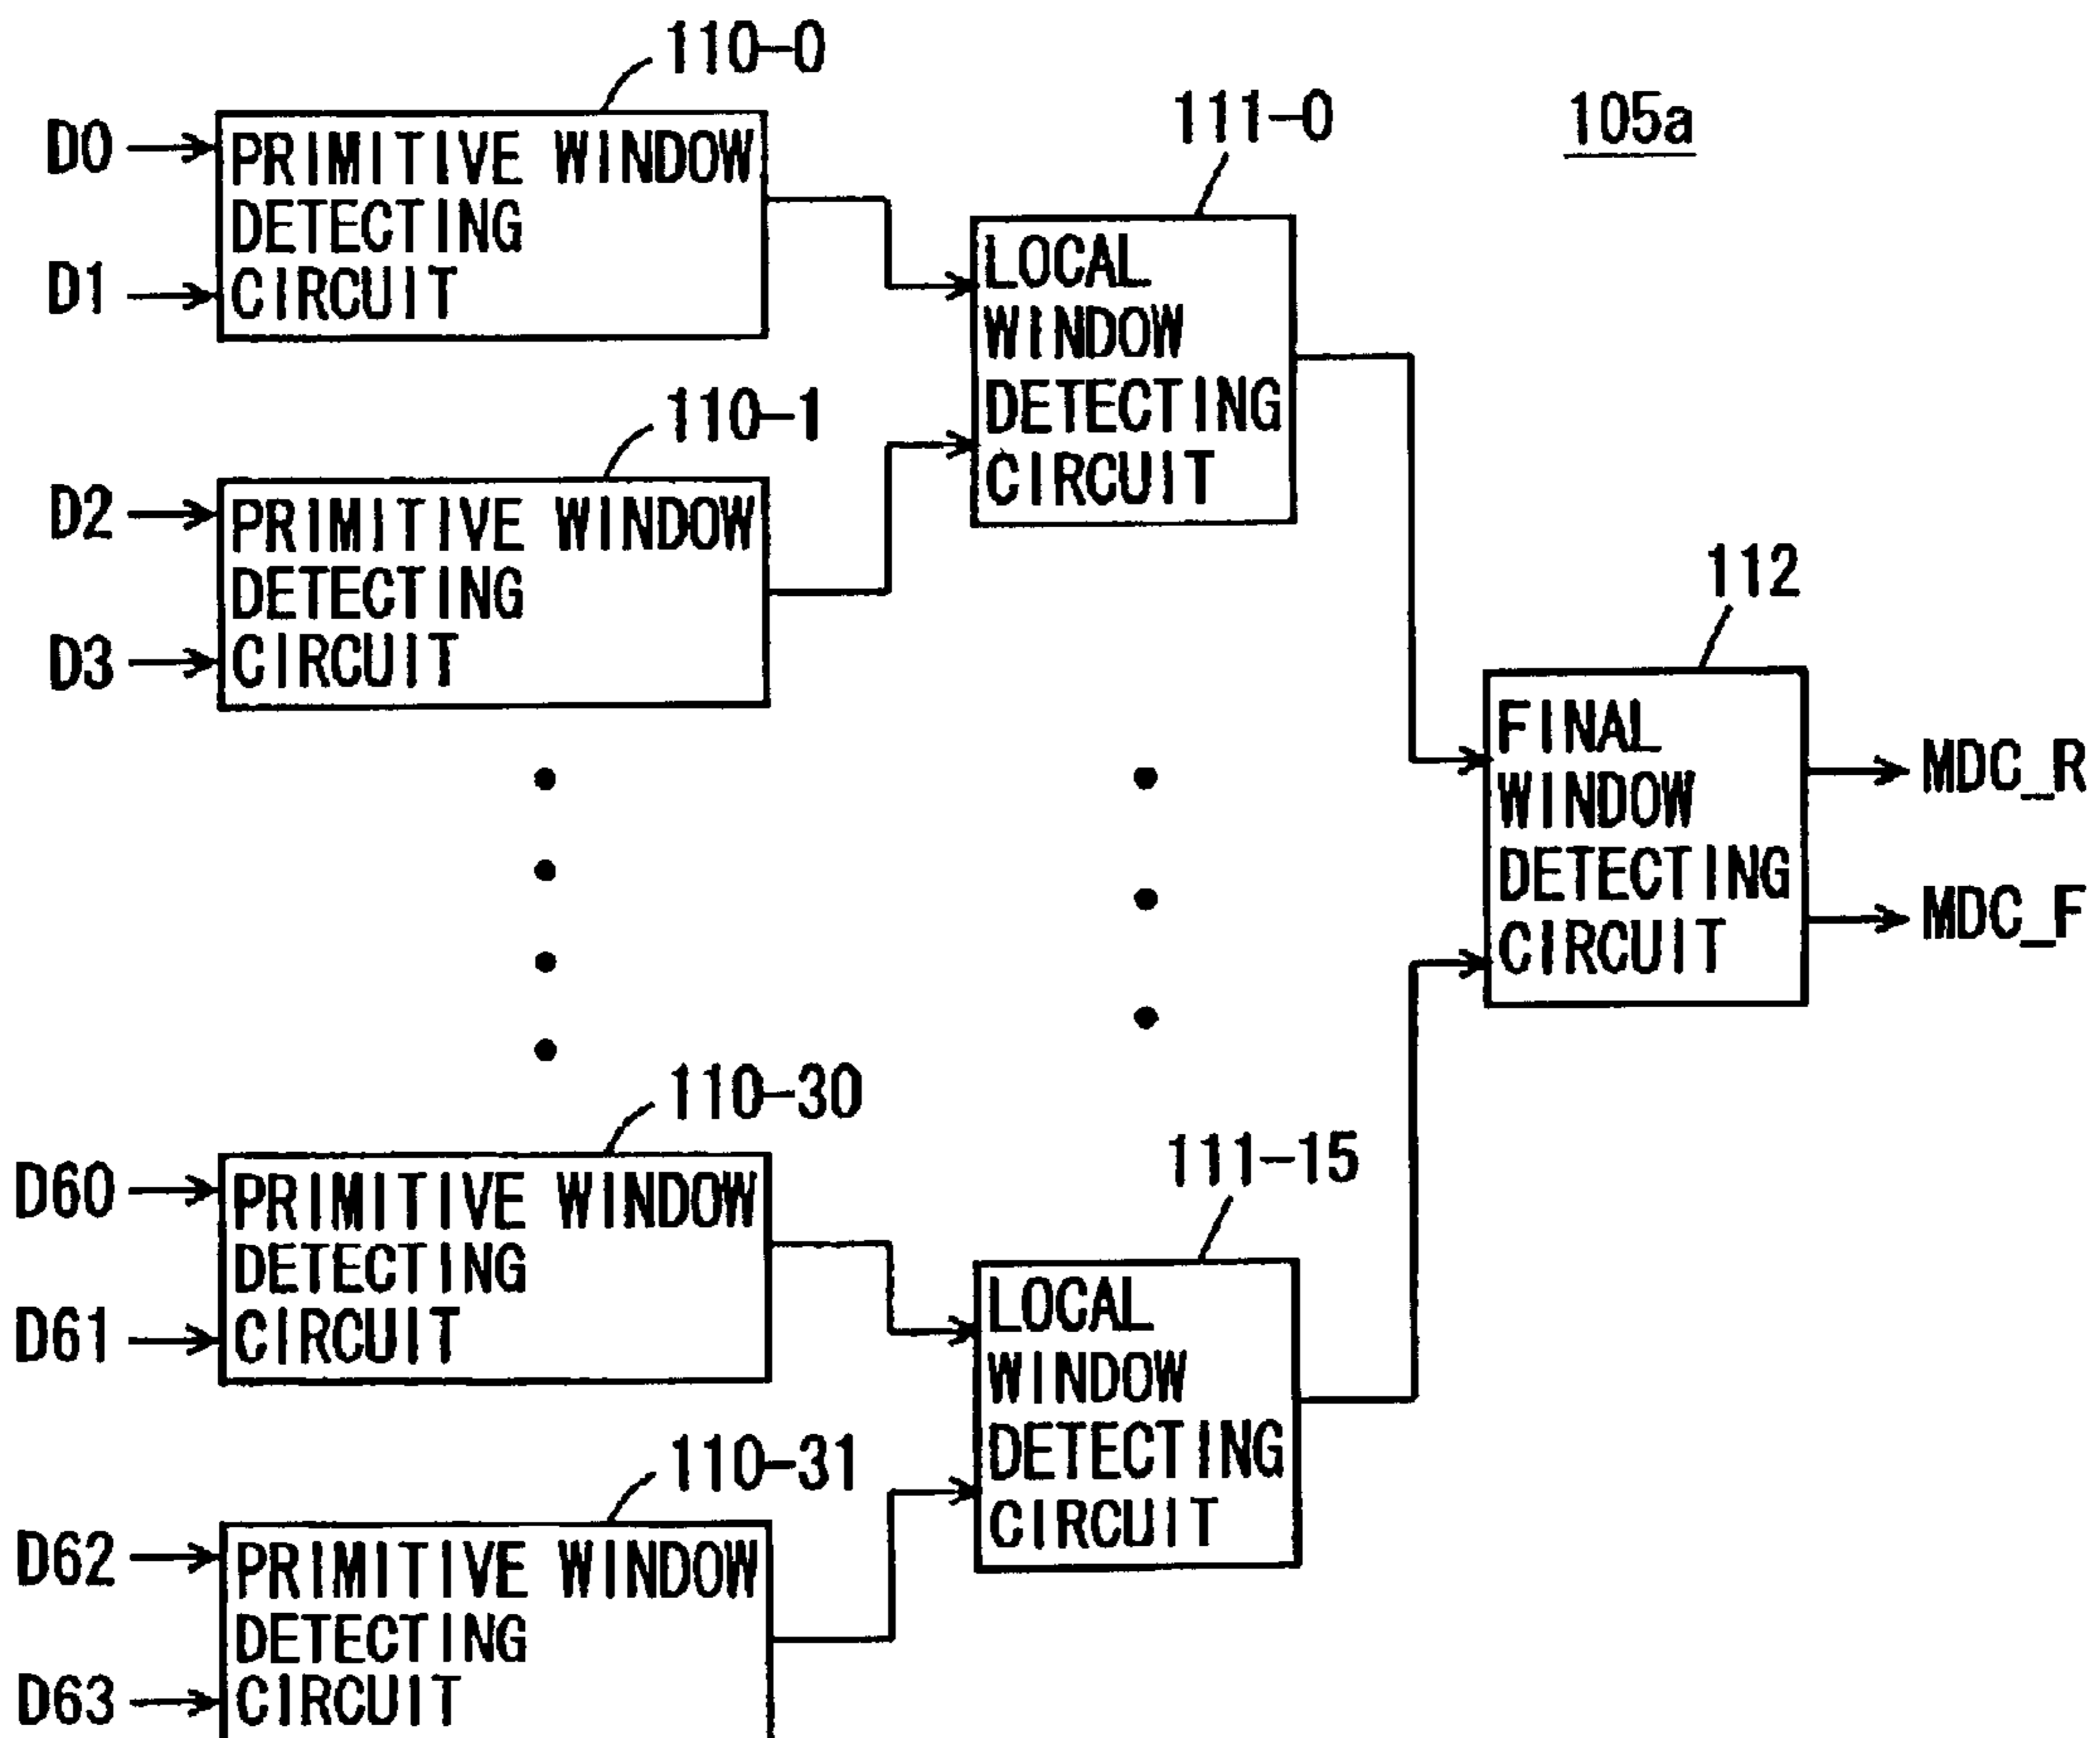 110-0
D0
PRIMITIVE WINDOW
DETECTING
CIRCUIT
D1
111-0
105a
LOCAL
WINDOW
DETECTING
CIRCUIT
110-1
D2
PRIMITIVE WINDOW
DETECTING
CIRCUIT
D3
112
FINAL
WINDOW
DETECTING
CIRCUIT
MDC_R
MDC_F
110-30
D60
PRIMITIVE WINDOW
DETECTING
CIRCUIT
D61
111-15
LOCAL
WINDOW
DETECTING
CIRCUIT
110-31
D62
PRIMITIVE WINDOW
DETECTING
CIRCUIT
D63